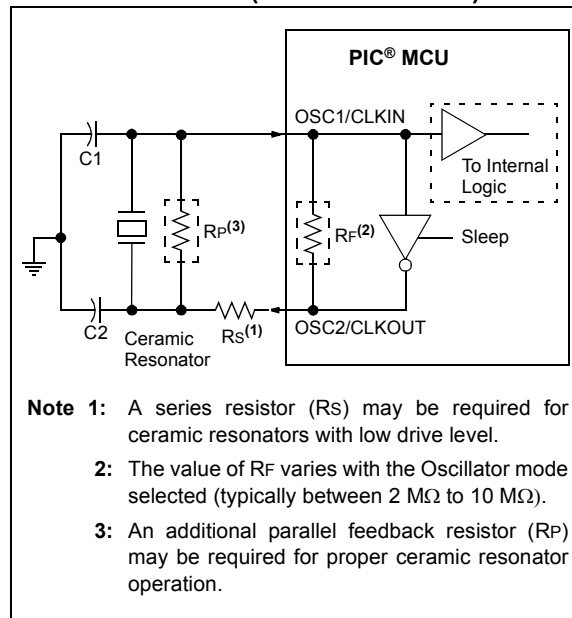 PIC® MCU
OSC1/CLKIN
C1
To Internal
Logic
RP(3)
RF(2)
Sleep
C2
Ceramic
Resonator
RS(1)
OSC2/CLKOUT
Note 1: A series resistor (RS) may be required for
ceramic resonators with low drive level.
2: The value of RF varies with the Oscillator mode
selected (typically between 2 MΩ to 10 MΩ).
3: An additional parallel feedback resistor (RP)
may be required for proper ceramic resonator
operation.